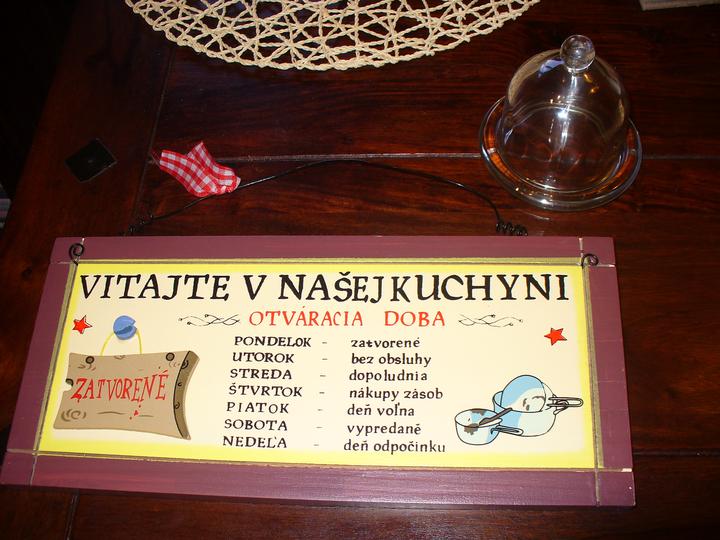 VITAJTE V NAŠEJ KUCHYNI
OTVÁRACIA DOBA
PONDELOK - zatvorené
UTOROK - bez obsluhy
STREDA - dopoludnia
ŠTVRTOK - nákupy zásob
PIATOK - deň voľna
SOBOTA - vypredané
NEDEĽA - deň odpočinku
ZATVORENÉ